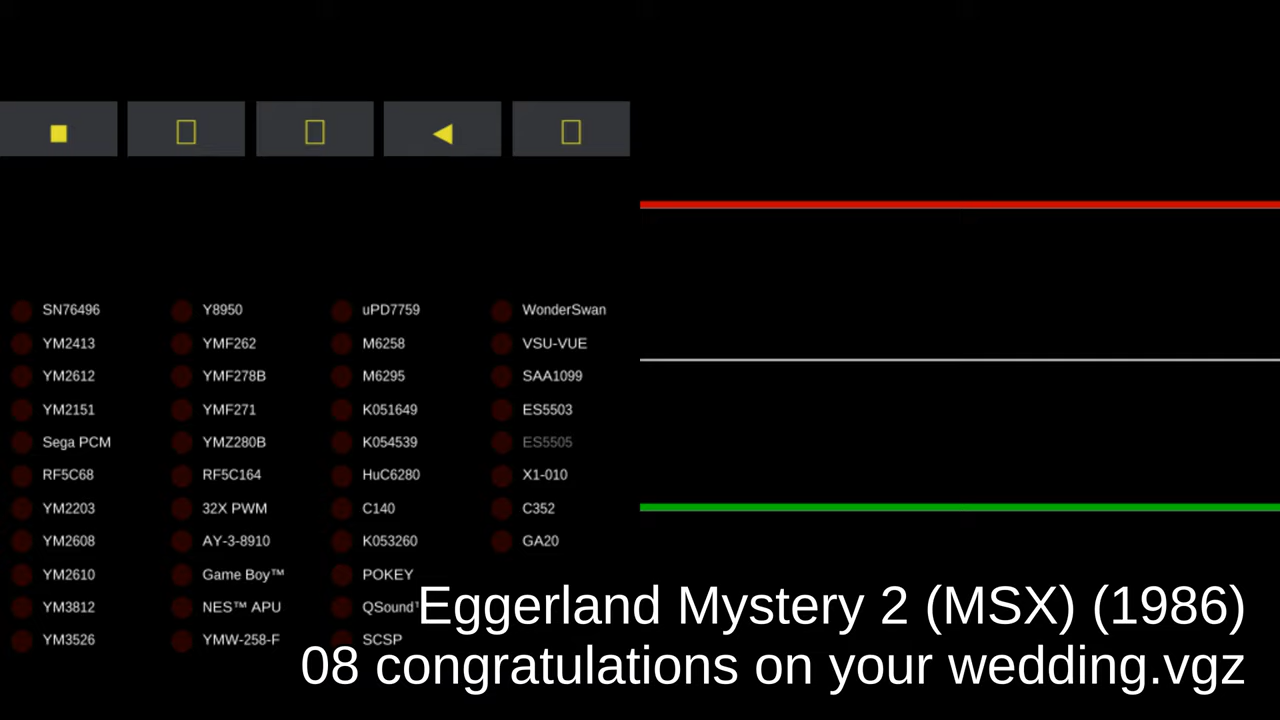 SN76496 Y8950 uPD7759 WonderSwan
YM2413 YMF262 M6258 VSU-VUE
YM2612 YMF278B M6295 SAA1099
YM2151 YMF271 K051649 ES5503
Sega PCM YMZ280B K054539 ES5505
RF5C68 RF5C164 HuC6280 X1-010
YM2203 32X PWM C140 C352
YM2608 AY-3-8910 K053260 GA20
YM2610 Game Boy™ POKEY
YM3812 NES™ APU QSound™
YM3526 YMW-258-F SCSP
Eggerland Mystery 2 (MSX) (1986)
08 congratulations on your wedding.vgz